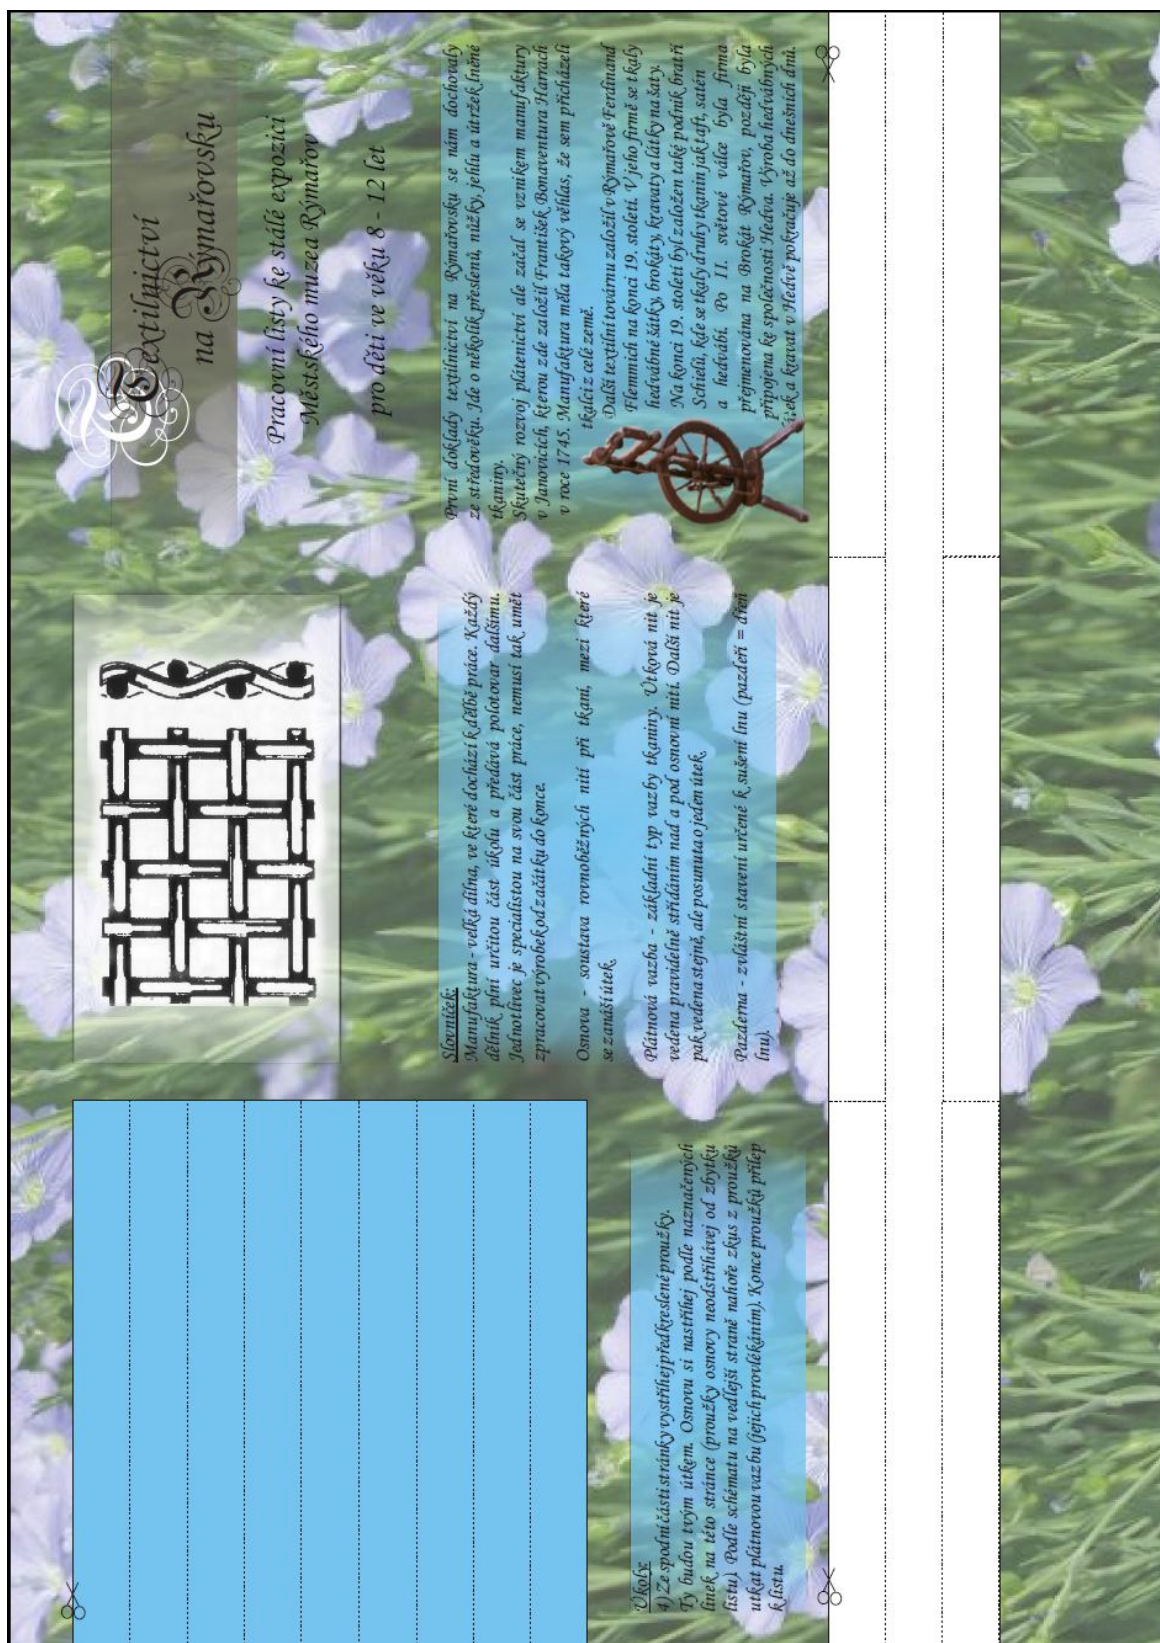 Textilnictví
na Rýmařovsku
Pracovní listy ke stálé expozici
Městského muzea Rýmařov
pro děti ve věku 8 - 12 let
První doklady textilnictví na Rýmařovsku se nám dochovaly
ze středověku. Jde o několik přeslenů, nůžky, jehlu a útržek lněné
tkaniny.
Skutečný rozvoj plátenictví ale začal se vznikem manufaktury
v Janovicích, kterou zde založil František Bonaventura Harrach
v roce 1745. Manufaktura měla takový věhlas, že sem přicházeli
tkalci z celé země.
Další textilní továrnu založil v Rýmařově Ferdinand
Flemmich na konci 19. století. V jeho firmě se tkaly
hedvábné šátky, brokáty, kravaty a látky na šaty.
Na konci 19. století byl založen také podnik bratří
Schielů, kde se tkaly druhy tkanin jak taft, satén
a hedvábí. Po II. světové válce byla firma
přejmenována na Brokát Rýmařov, později byla
připojena ke společnosti Hedva. Výroba hedvábných
šálek a kravat v Hedvě pokračuje až do dnešních dnů.
Slovníček:
Manufaktura - velká dílna, ve které dochází k dělbě práce. Každý
dělník plní určitou část úkolu a předává polotovar dalšímu.
Jednotlivec je specialistou na svou část práce, nemusí tak umět
zpracovat výrobek od začátku do konce.
Osnova - soustava rovnoběžných nití při tkaní, mezi které
se zanáší útek.
Plátnová vazba - základní typ vazby tkaniny. Útková nit je
vedena pravidelně střídáním nad a pod osnovní nití. Další nit je
pak vedena stejně, ale posunuta o jeden útek.
Pazderna - zvláštní stavení určené k sušení lnu (pazdeří = dřeň
lnu).
Úkoly:
4) Ze spodní části stránky vystříhej předkreslené proužky.
Ty budou tvým útkem. Osnovu si nastříhej podle naznačených
linek na této stránce (proužky osnovy neodstříhávej od zbytku
listu). Podle schématu na vedlejší straně nahoře zkus z proužků
utkat plátnovou vazbu (jejich provlékáním). Konce proužků přilep
k listu.